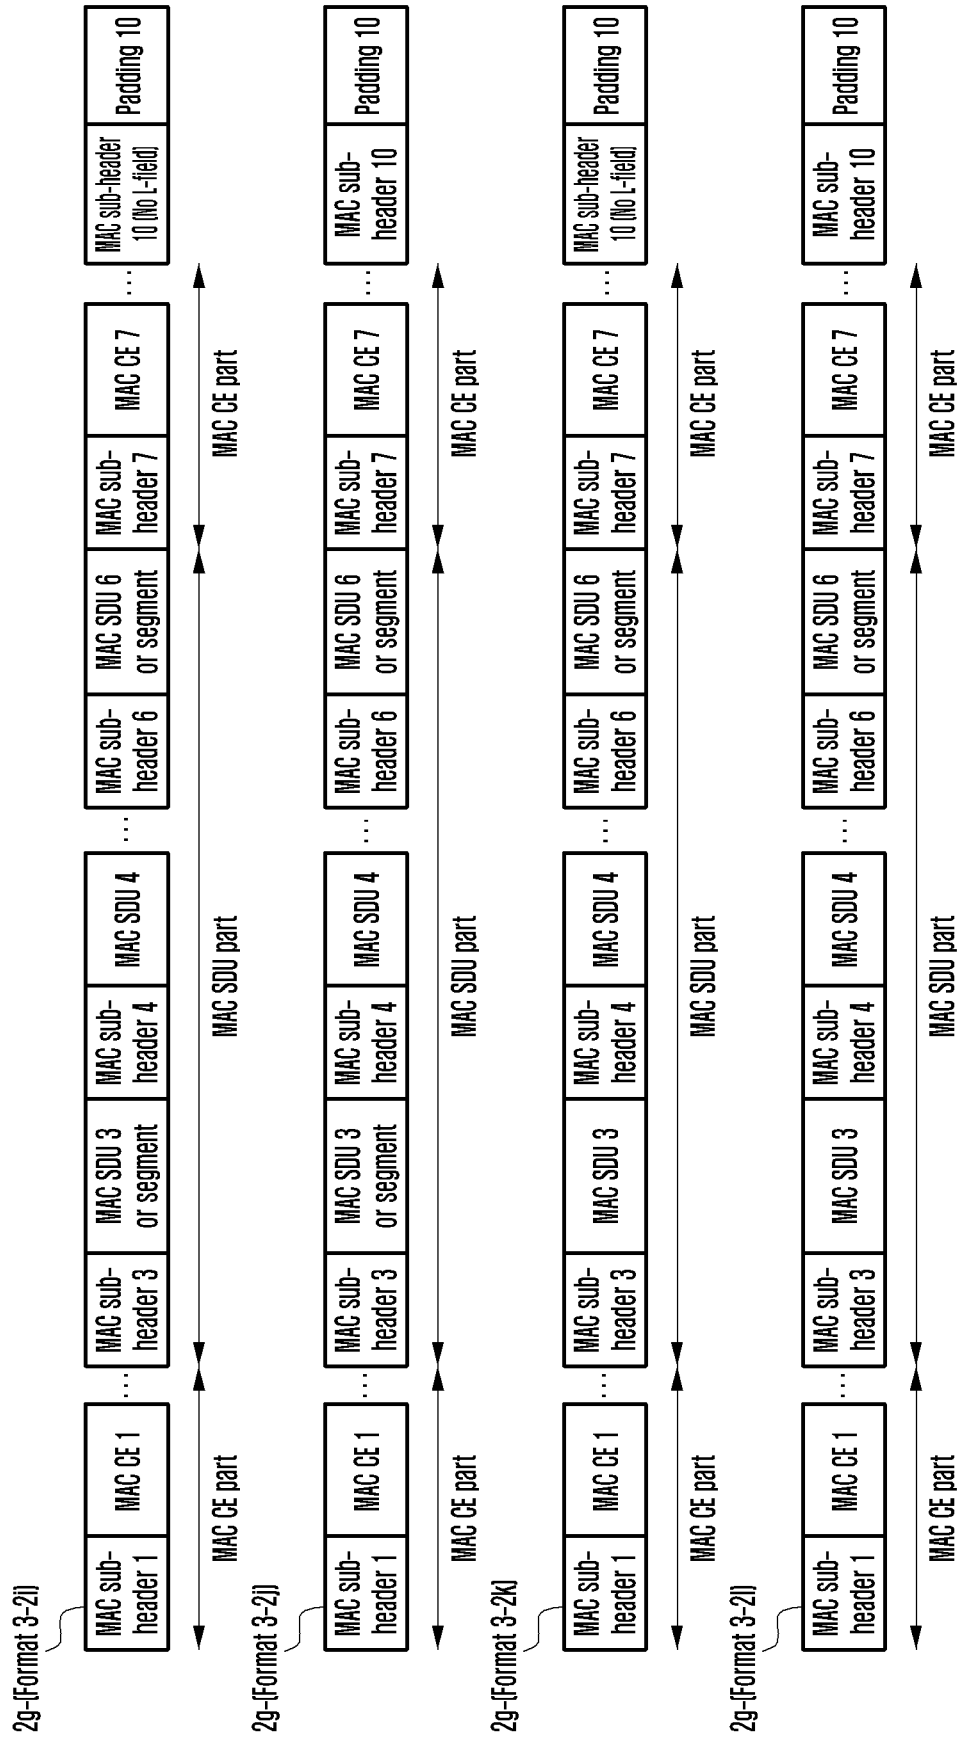 2g-(Format 3-2i)
MAC sub-
header 1
MAC CE 1
...
MAC sub-
header 3
MAC SDU 3
or segment
MAC sub-
header 4
MAC SDU 4
...
MAC sub-
header 6
MAC SDU 6
or segment
MAC sub-
header 7
MAC CE 7
...
MAC sub-header
10 (No L-field)
Padding 10
MAC CE part
MAC SDU part
MAC CE part
2g-(Format 3-2j)
MAC sub-
header 1
MAC CE 1
...
MAC sub-
header 3
MAC SDU 3
or segment
MAC sub-
header 4
MAC SDU 4
...
MAC sub-
header 6
MAC SDU 6
or segment
MAC sub-
header 7
MAC CE 7
...
MAC sub-
header 10
Padding 10
MAC CE part
MAC SDU part
MAC CE part
2g-(Format 3-2k)
MAC sub-
header 1
MAC CE 1
...
MAC sub-
header 3
MAC SDU 3
MAC sub-
header 4
MAC SDU 4
...
MAC sub-
header 6
MAC SDU 6
or segment
MAC sub-
header 7
MAC CE 7
...
MAC sub-header
10 (No L-field)
Padding 10
MAC CE part
MAC SDU part
MAC CE part
2g-(Format 3-2l)
MAC sub-
header 1
MAC CE 1
...
MAC sub-
header 3
MAC SDU 3
MAC sub-
header 4
MAC SDU 4
...
MAC sub-
header 6
MAC SDU 6
or segment
MAC sub-
header 7
MAC CE 7
...
MAC sub-
header 10
Padding 10
MAC CE part
MAC SDU part
MAC CE part